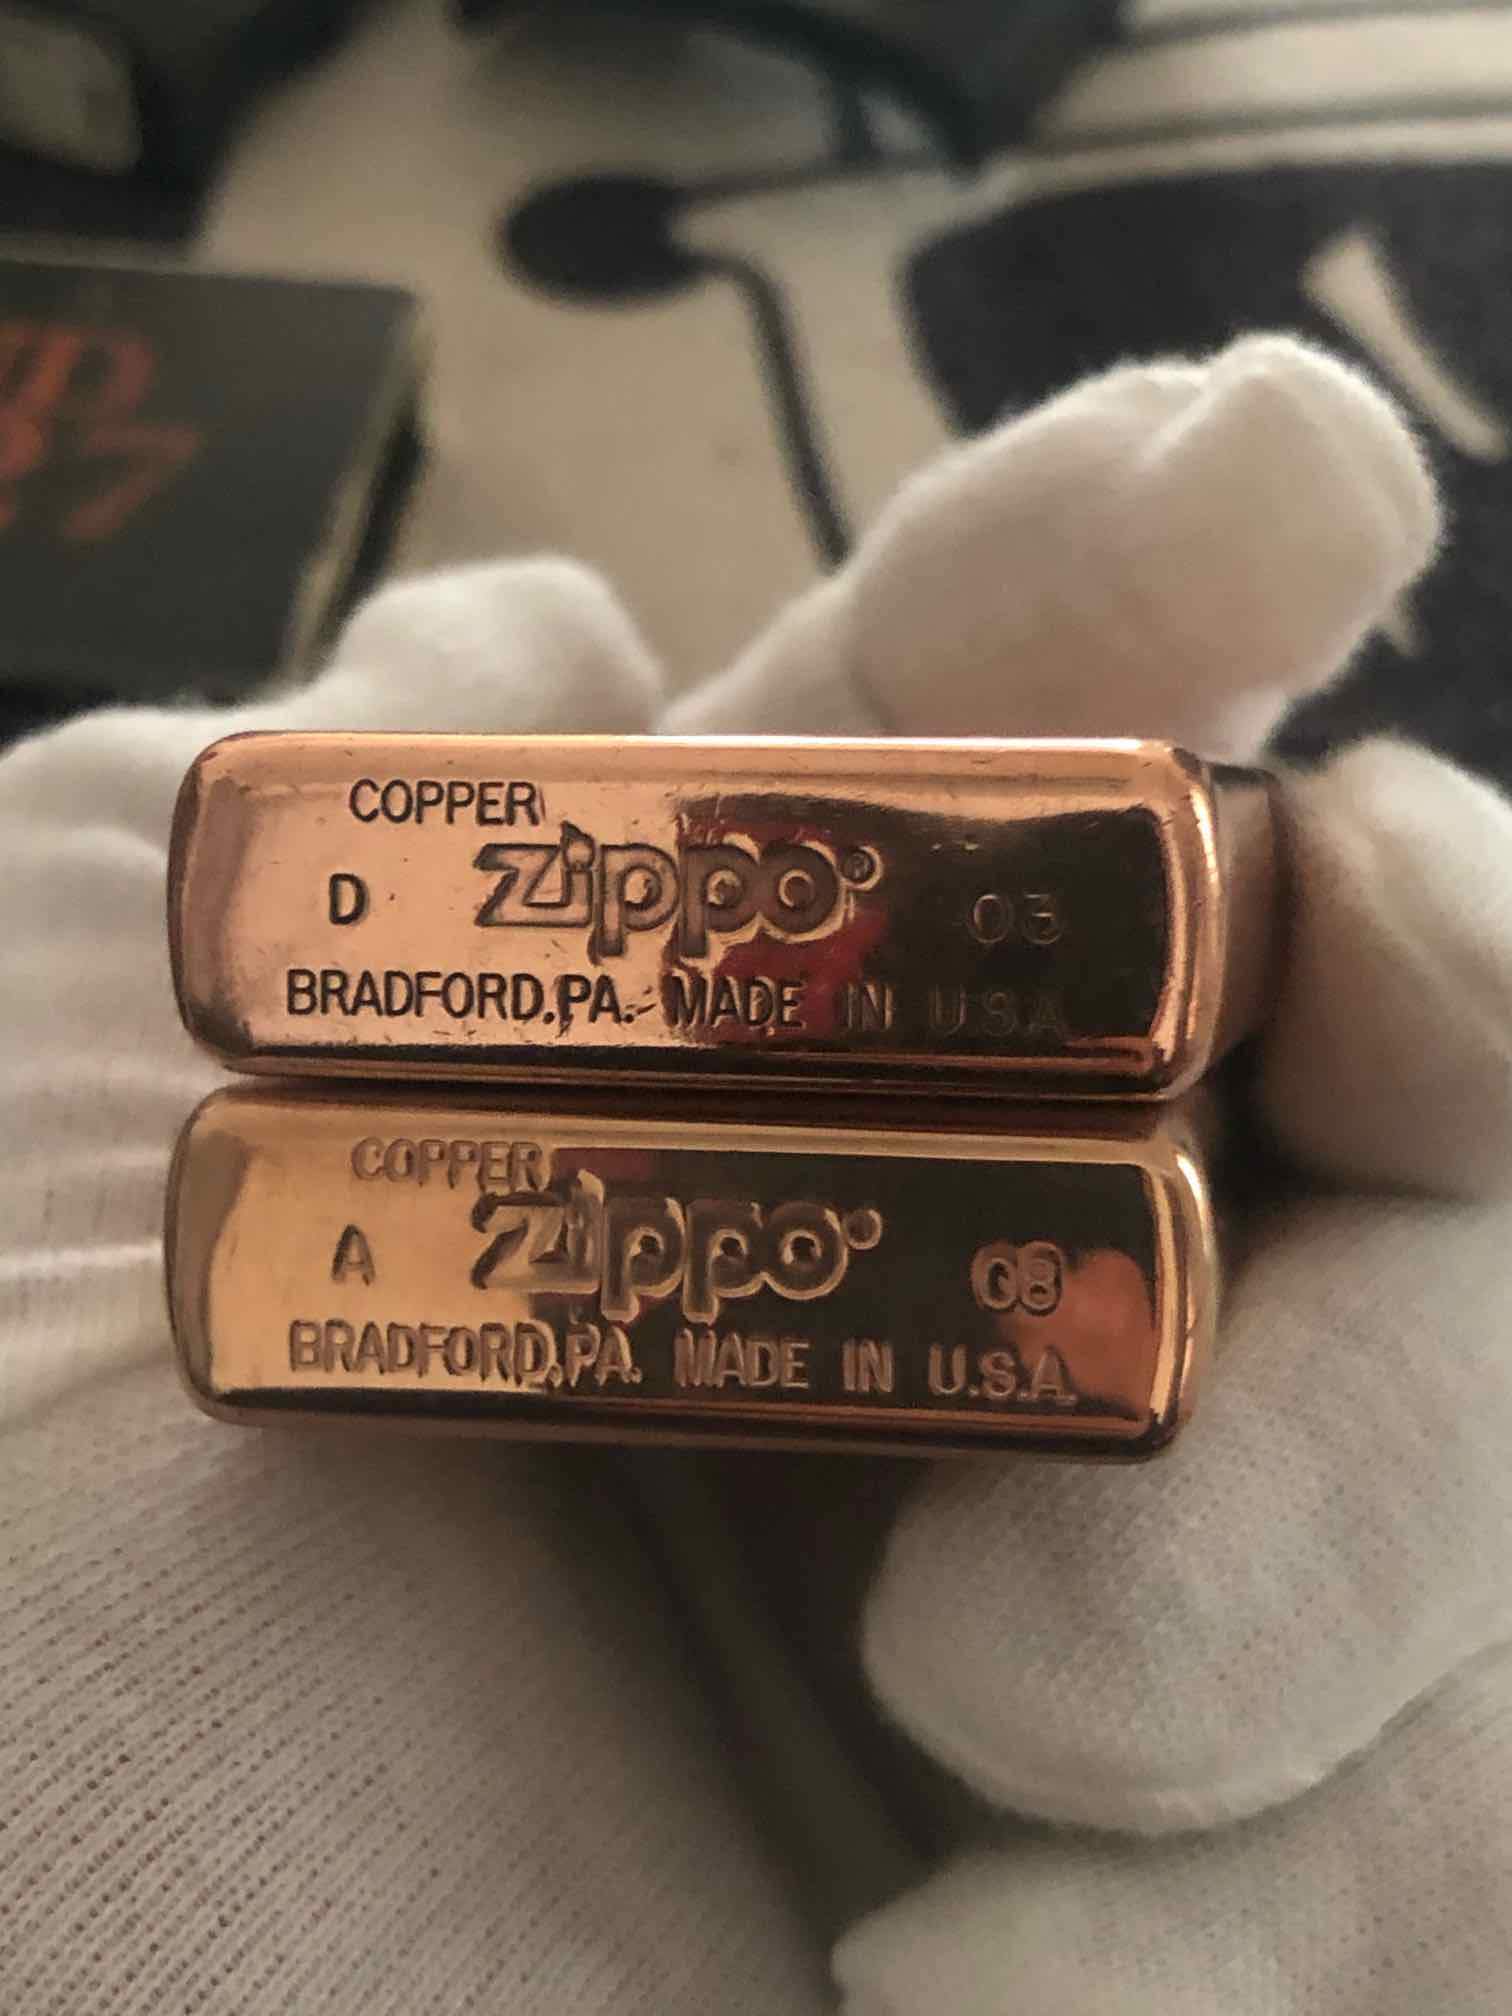 COPPER
D zippo® 03
BRADFORD,PA. MADE IN U.S.A
COPPER
A zippo® 08
BRADFORD,PA. MADE IN U.S.A.